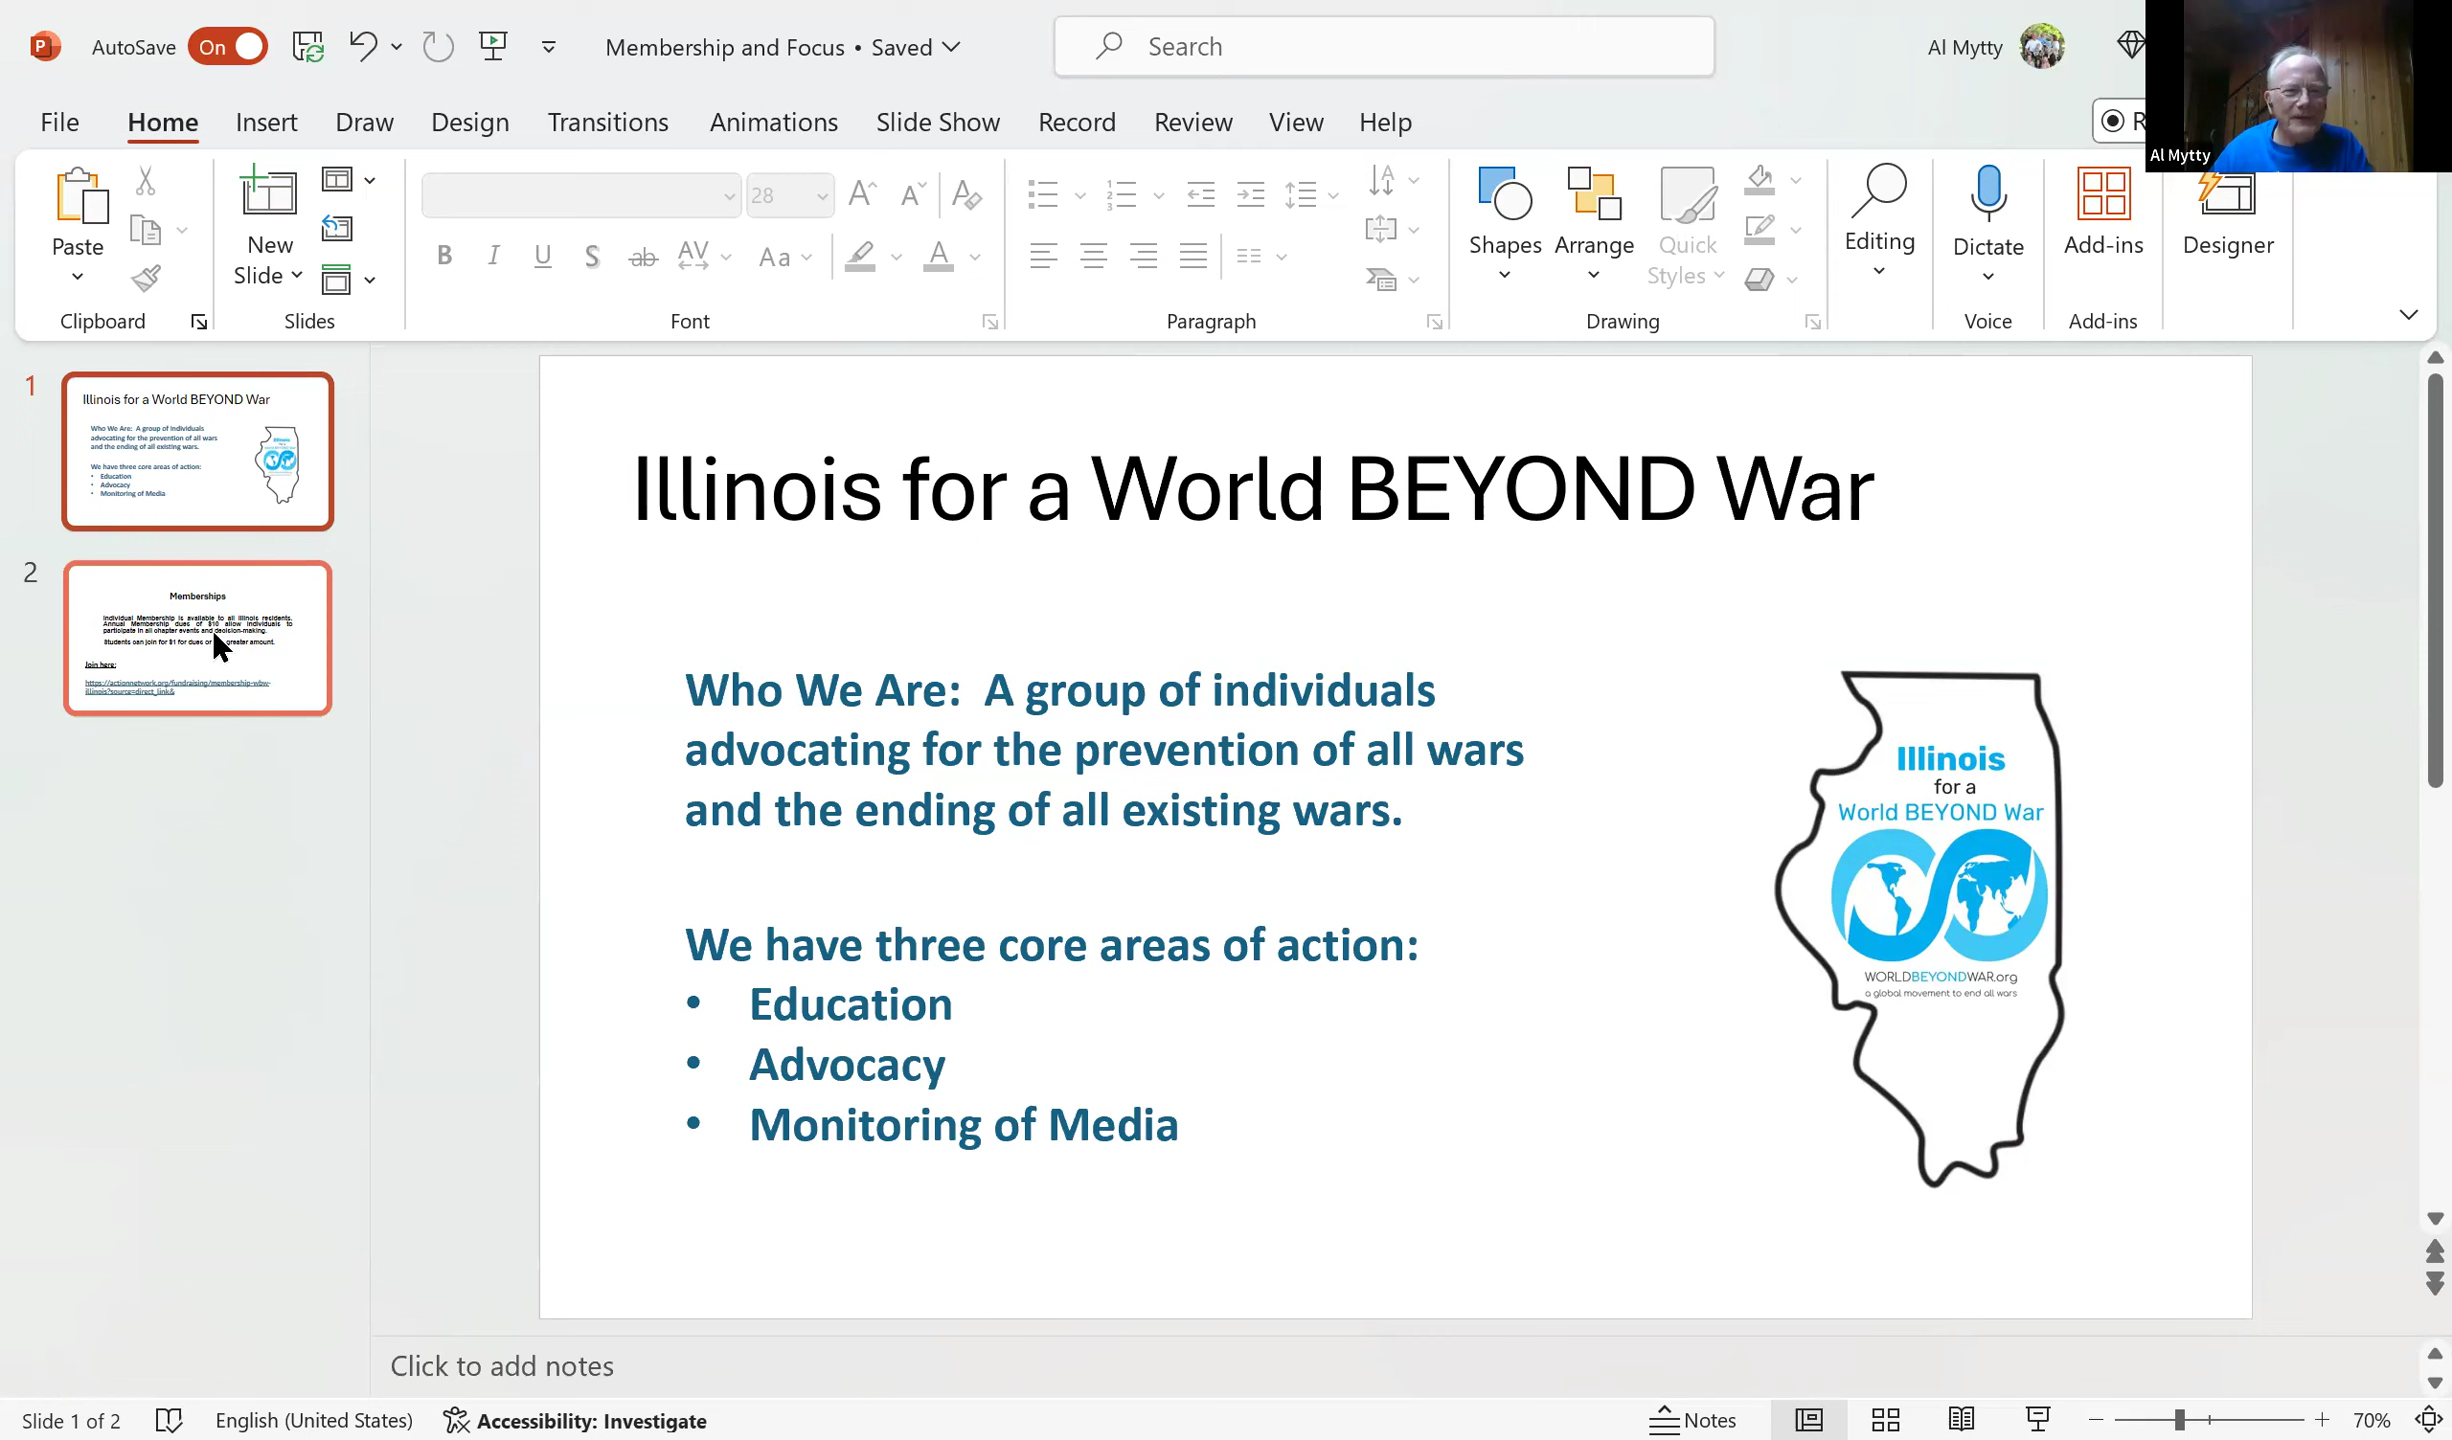 AutoSave On Membership and Focus • Saved Search Al Mytty
File Home Insert Draw Design Transitions Animations Slide Show Record Review View Help
Al Mytty
Paste New Slide 28 Shapes Arrange Quick Styles Editing Dictate Add-ins Designer
Clipboard Slides Font Paragraph Drawing Voice Add-ins
1
Illinois for a World BEYOND War
Who We Are: A group of individuals
advocating for the prevention of all wars
and the ending of all existing wars.
We have three core areas of action:
• Education
• Advocacy
• Monitoring of Media
2
Memberships
Individual Membership is available to all Illinois residents.
Annual Membership dues of $10 allow individuals to
participate in all chapter events and decision-making.
Students can join for $1 for dues or greater amount.
Join here:
https://actionnetwork.org/fundraising/membership-wbw-
illinois?source=direct_link&
Illinois for a World BEYOND War
Who We Are: A group of individuals
advocating for the prevention of all wars
and the ending of all existing wars.
We have three core areas of action:
• Education
• Advocacy
• Monitoring of Media
Illinois
for a
World BEYOND War
WORLDBEYONDWAR.org
a global movement to end all wars
Click to add notes
Slide 1 of 2 English (United States) Accessibility: Investigate Notes 70%